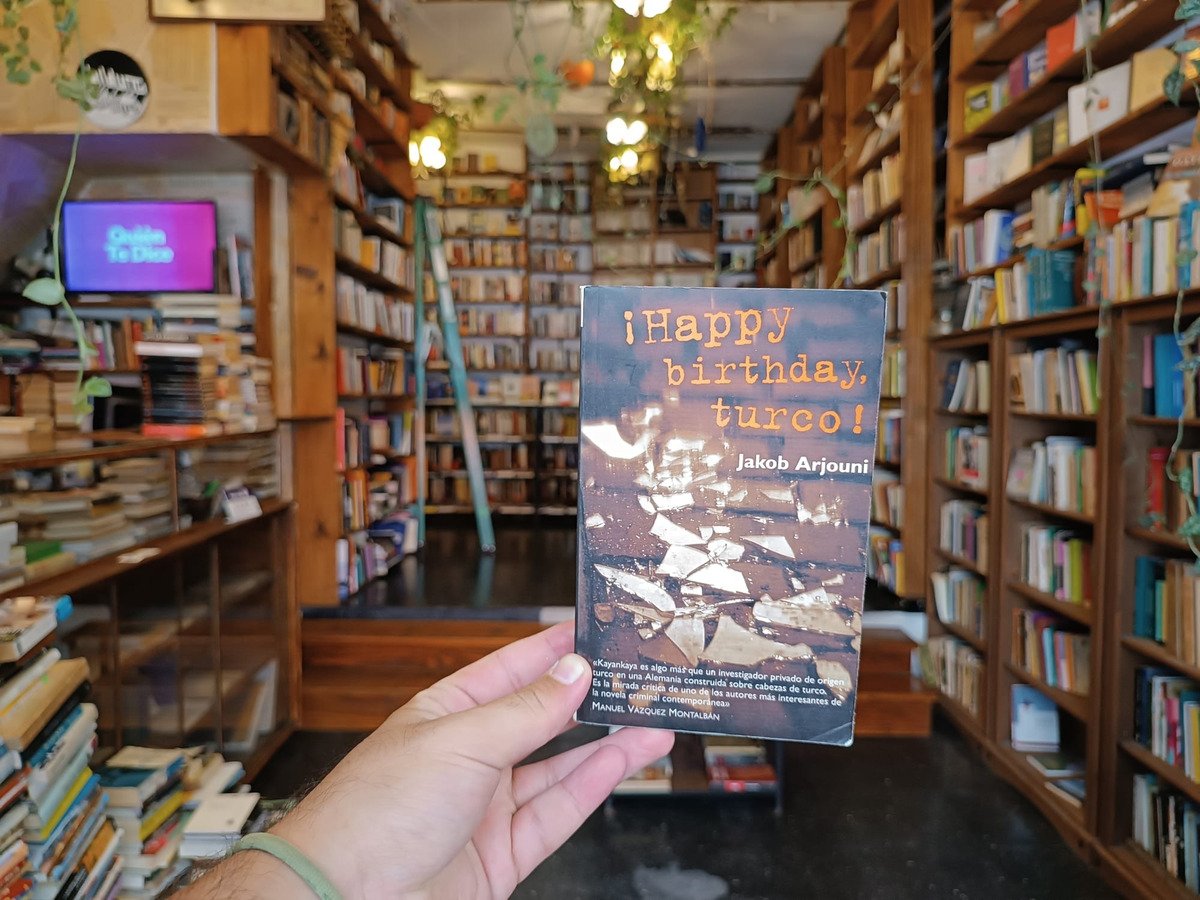 ¡Happy
birthday,
turco!
Jakob Arjouni
«Kayankaya es algo más que un investigador privado de origen
turco en una Alemania construida sobre cabezas de turco.
Es la mirada crítica de uno de los autores más interesantes de
la novela criminal contemporánea»
MANUEL VÁZQUEZ MONTALBÁN
Quién
Te Dice